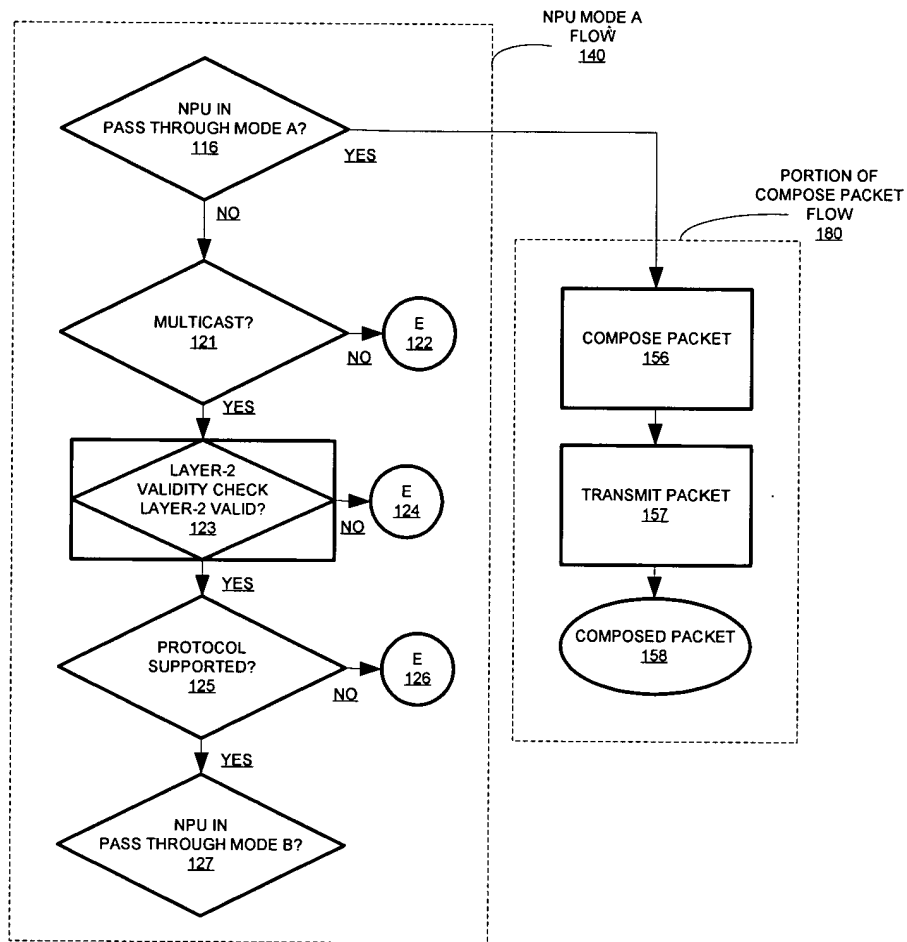 NPU MODE A
FLOW
140
NPU IN
PASS THROUGH MODE A?
116
YES
NO
PORTION OF
COMPOSE PACKET
FLOW
180
MULTICAST?
121
NO
E
122
YES
COMPOSE PACKET
156
LAYER-2
VALIDITY CHECK
LAYER-2 VALID?
123
NO
E
124
YES
TRANSMIT PACKET
157
PROTOCOL
SUPPORTED?
125
NO
E
126
YES
COMPOSED PACKET
158
NPU IN
PASS THROUGH MODE B?
127